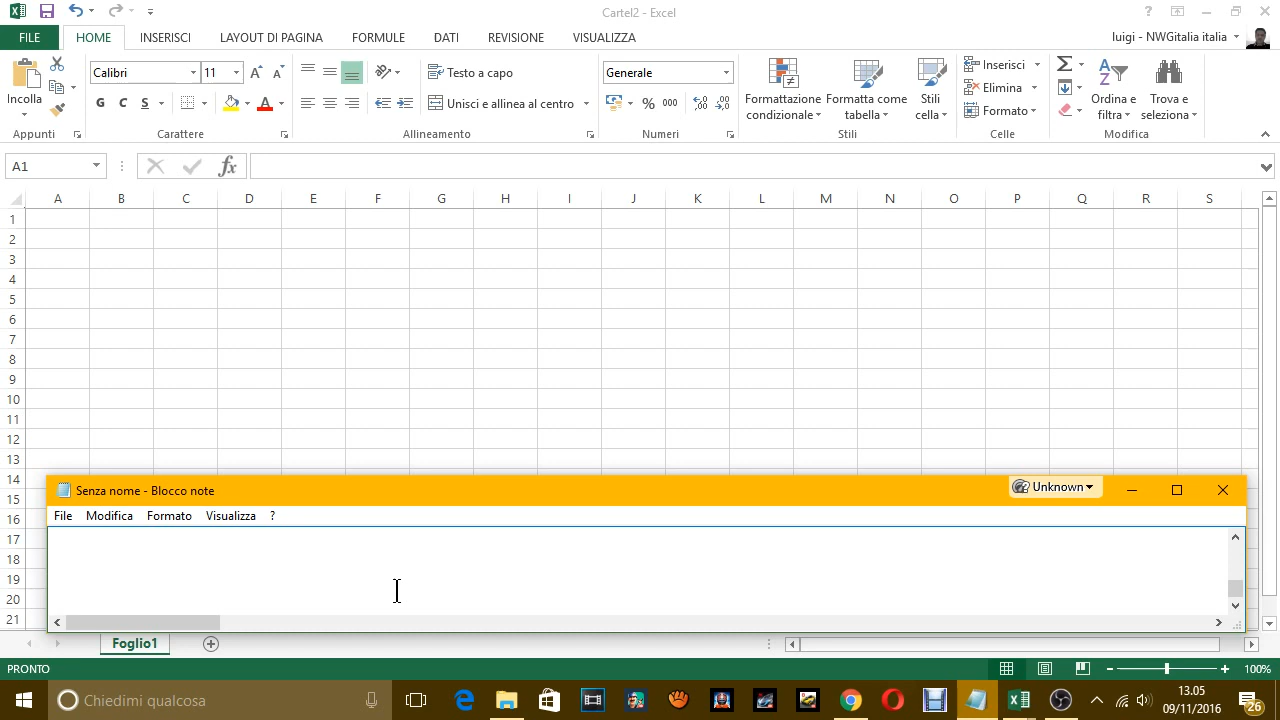 Cartel2 - Excel
?
FILE HOME INSERISCI LAYOUT DI PAGINA FORMULE DATI REVISIONE VISUALIZZA luigi - NWGitalia italia
Incolla
Calibri 11
G C S A
Testo a capo
Unisci e allinea al centro
Generale
% 000
Formattazione condizionale
Formatta come tabella
Stili cella
Inserisci
Elimina
Formato
Ordina e filtra
Trova e seleziona
Appunti Carattere Allineamento Numeri Stili Celle Modifica
A1 fx
A B C D E F G H I J K L M N O P Q R S
1
2
3
4
5
6
7
8
9
10
11
12
13
14
15
16
17
18
19
20
21
Senza nome - Blocco note Unknown
File Modifica Formato Visualizza ?
Foglio1
PRONTO 100%
Chiedimi qualcosa
13.05
09/11/2016
26